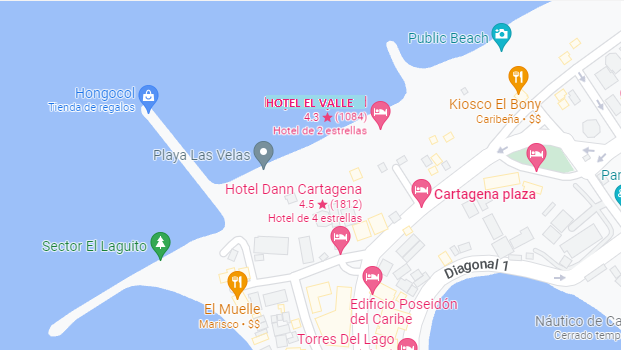 Public Beach
Hongocol
Tienda de regalos
HOTEL EL VALLE
4.3 ★ (1084)
Hotel de 2 estrellas
Kiosco El Bony
Caribeña • $$
Playa Las Velas
Par
Hotel Dann Cartagena
4.5 ★ (1812)
Hotel de 4 estrellas
Cartagena plaza
Sector El Laguito
Diagonal 1
El Muelle
Marisco • $$
Edificio Poseidón
del Caribe
Náutico de Ca
Cerrado temp
Torres Del Lago